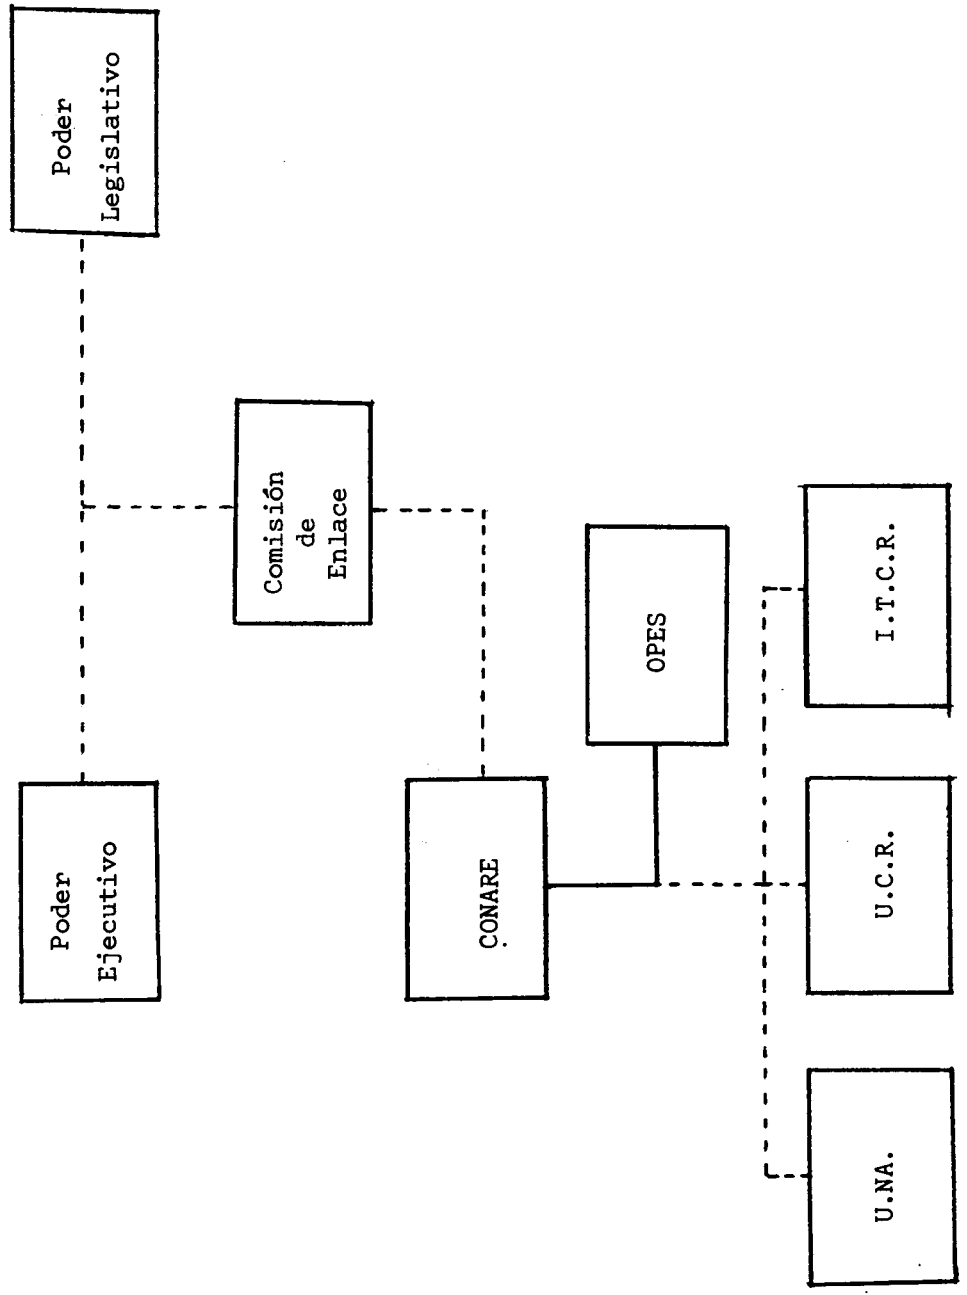 Poder
Ejecutivo
Poder
Legislativo
Comisión
de
Enlace
CONARE
OPES
U.NA.
U.C.R.
I.T.C.R.